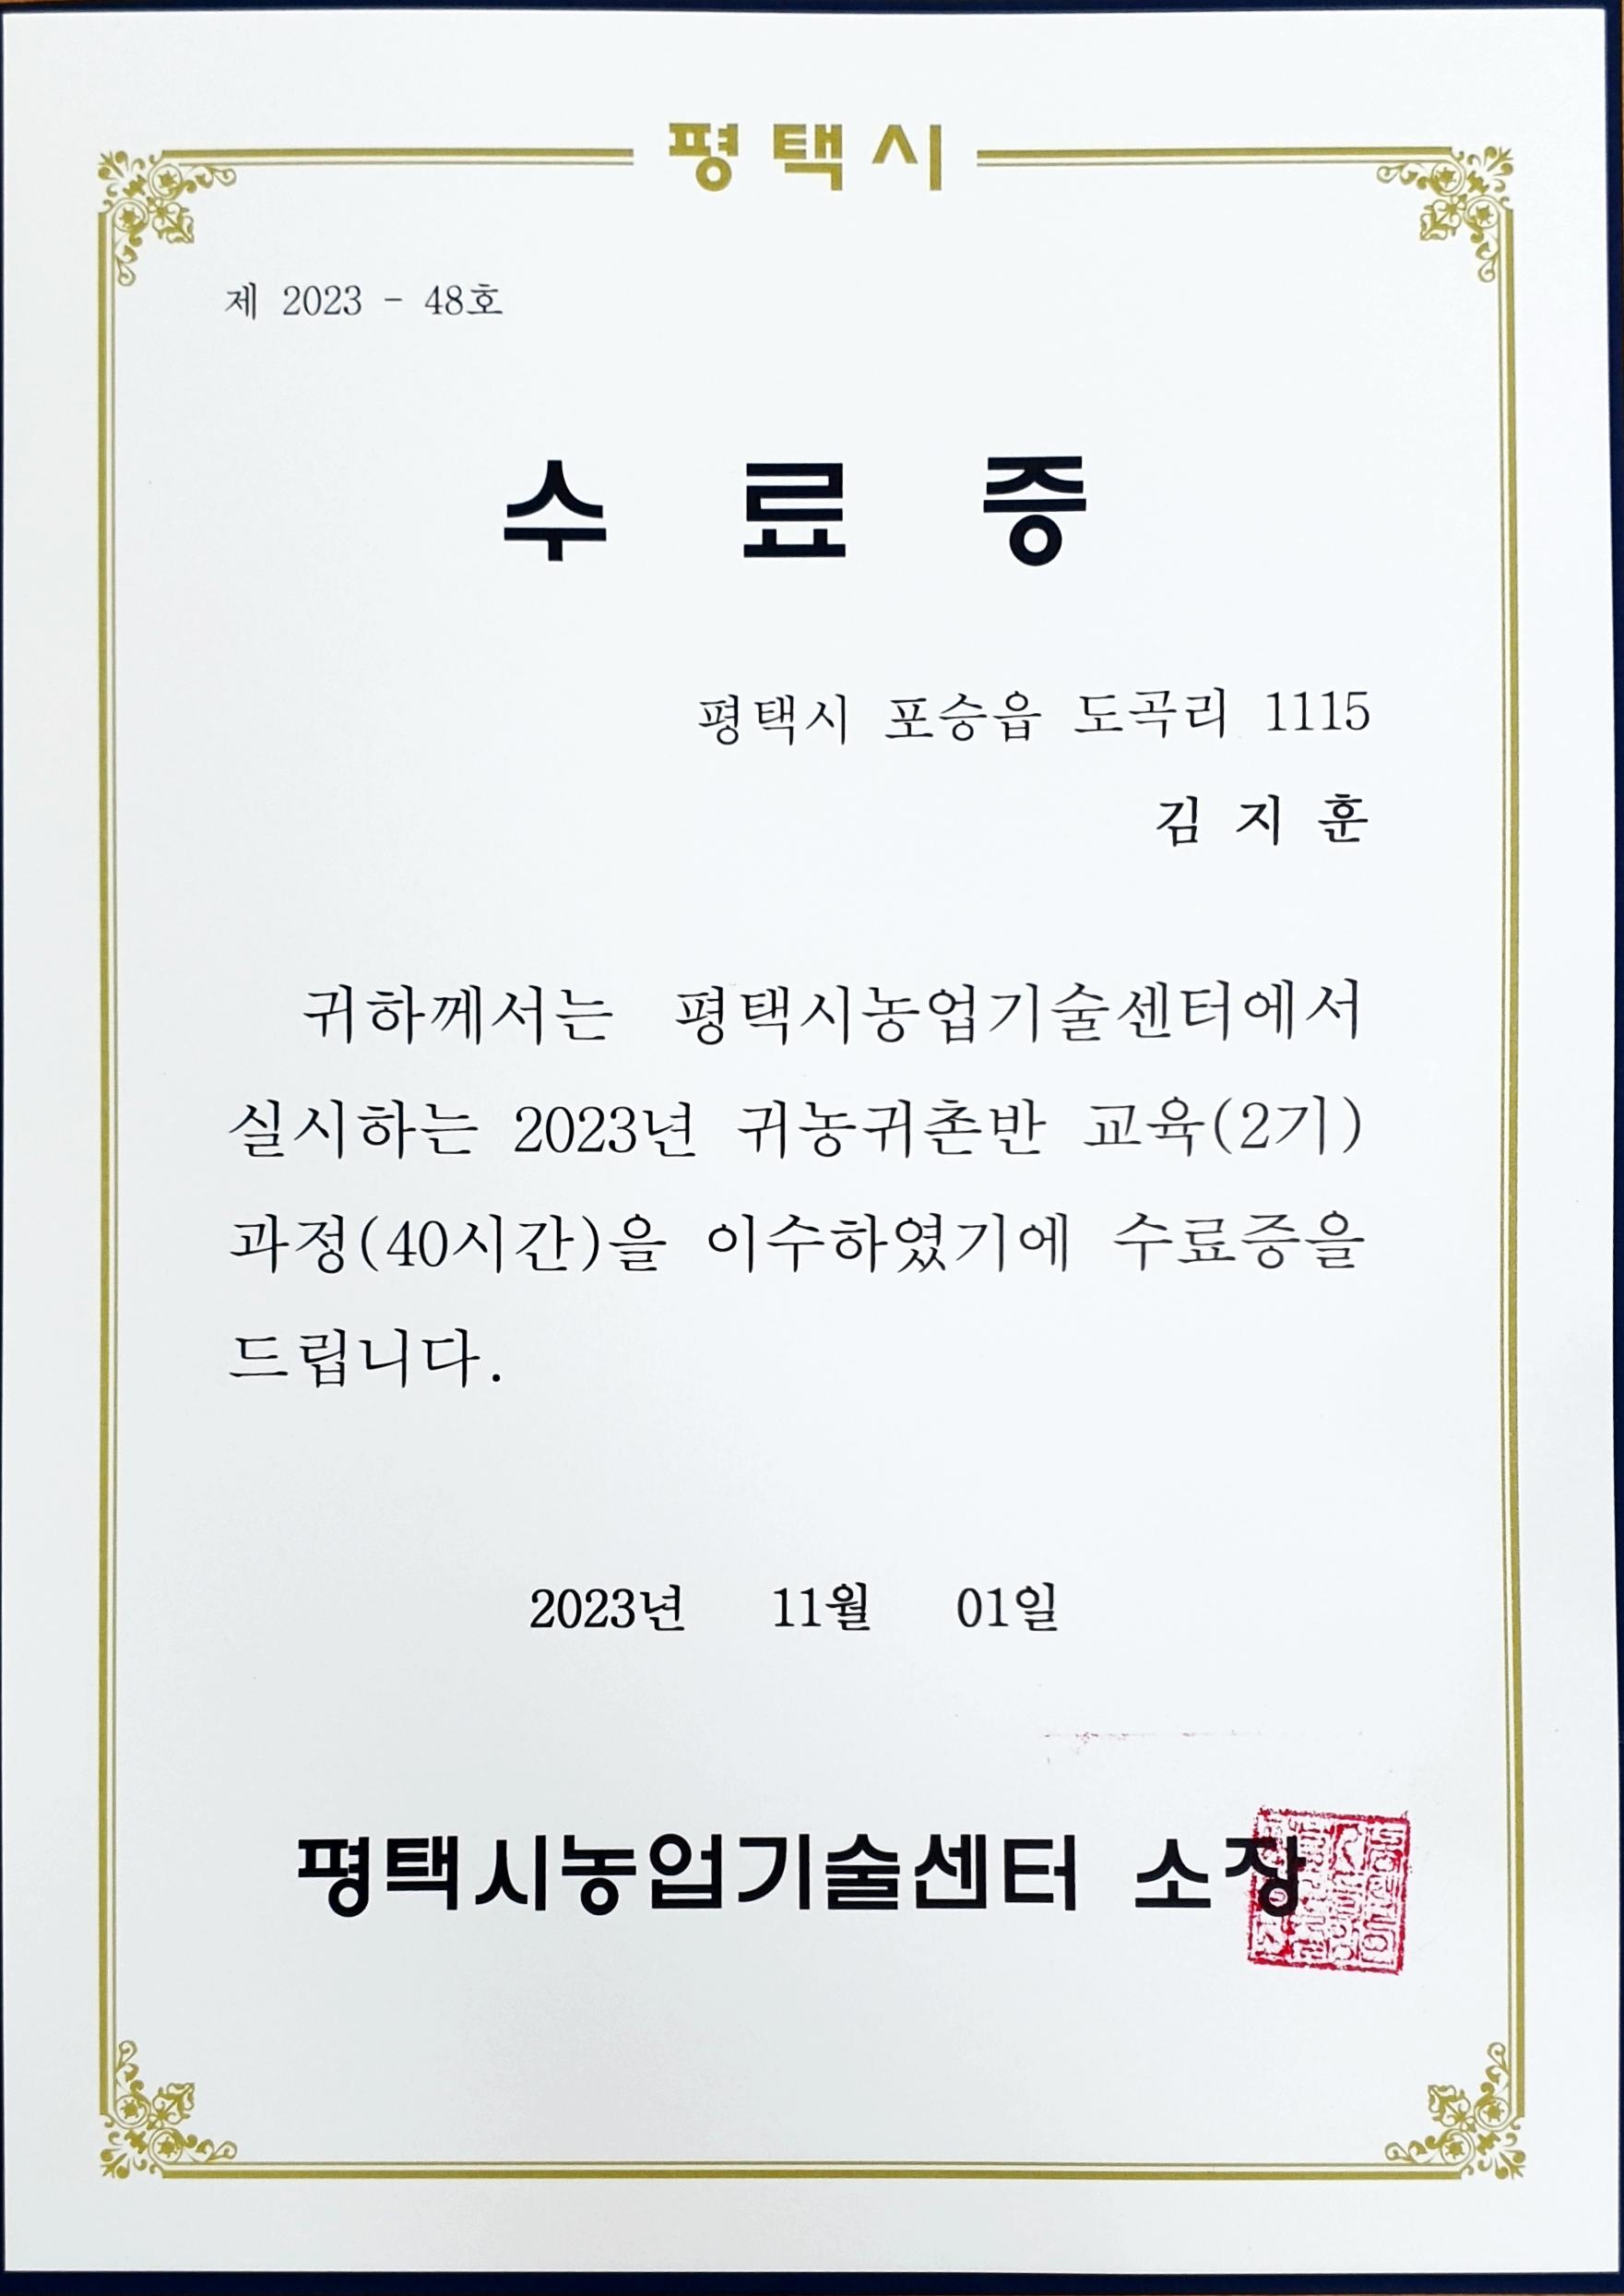 평택시
제 2023 - 48호
수 료 증
평택시 포승읍 도곡리 1115
김 지 훈
귀하께서는 평택시농업기술센터에서
실시하는 2023년 귀농귀촌반 교육(2기)
과정(40시간)을 이수하였기에 수료증을
드립니다.
2023년 11월 01일
평택시농업기술센터 소장